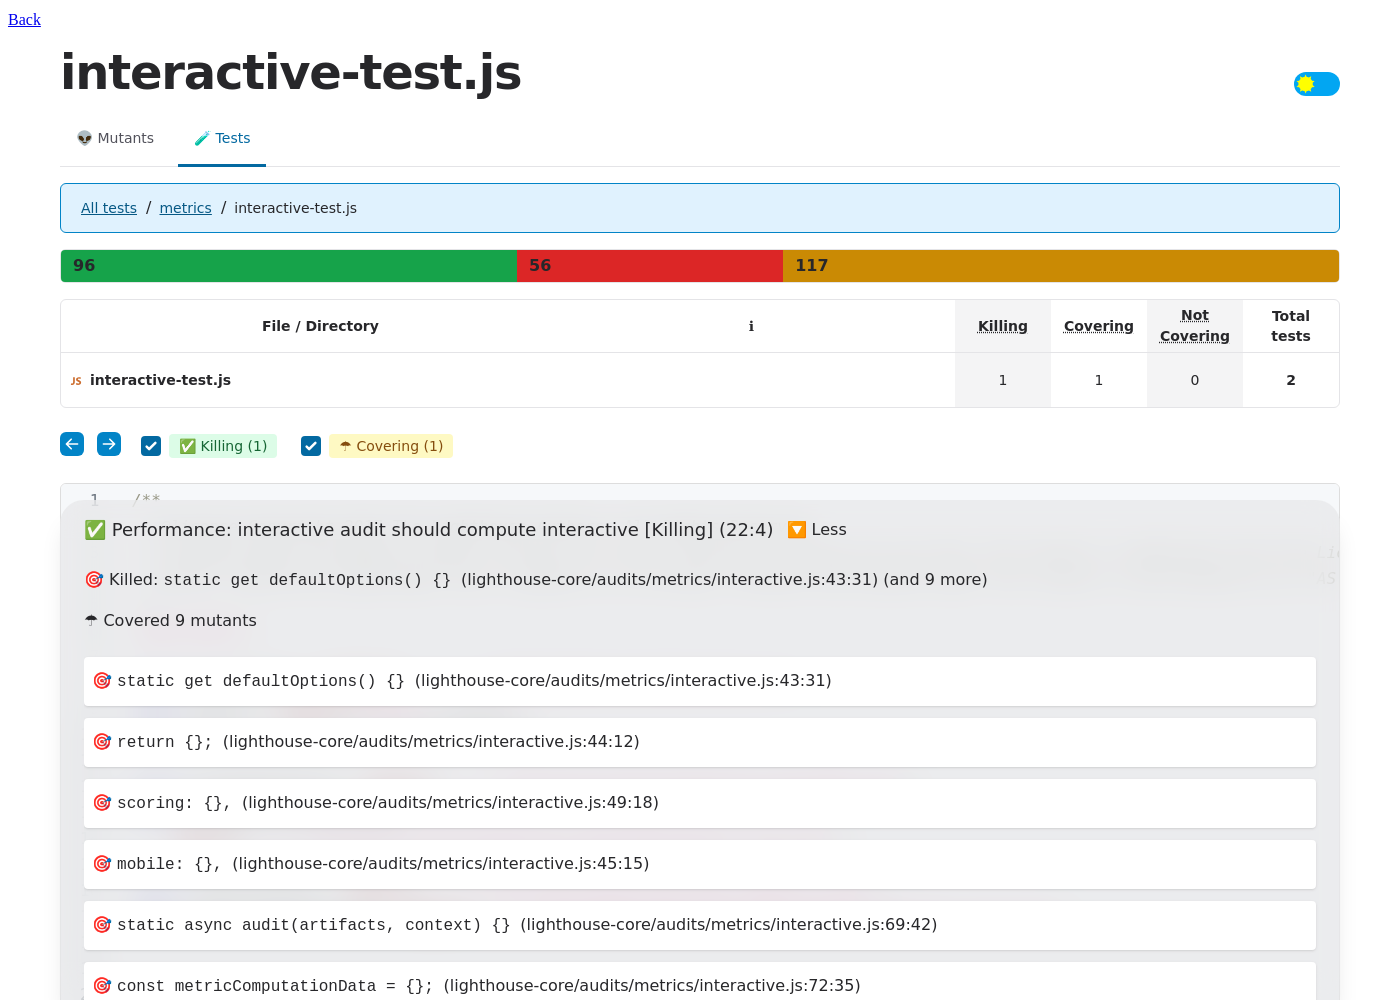 Back
interactive-test.js
👽 Mutants 🧪 Tests
All tests / metrics / interactive-test.js
96 56 117
File / Directory ℹ Killing Covering Not Covering Total tests
JS interactive-test.js 1 1 0 2
✅ Killing (1) ☂ Covering (1)
1 /**
✅ Performance: interactive audit should compute interactive [Killing] (22:4) 🔽 Less
🎯 Killed: static get defaultOptions() {} (lighthouse-core/audits/metrics/interactive.js:43:31) (and 9 more)
☂ Covered 9 mutants
🎯 static get defaultOptions() {} (lighthouse-core/audits/metrics/interactive.js:43:31)
🎯 return {}; (lighthouse-core/audits/metrics/interactive.js:44:12)
🎯 scoring: {}, (lighthouse-core/audits/metrics/interactive.js:49:18)
🎯 mobile: {}, (lighthouse-core/audits/metrics/interactive.js:45:15)
🎯 static async audit(artifacts, context) {} (lighthouse-core/audits/metrics/interactive.js:69:42)
🎯 const metricComputationData = {}; (lighthouse-core/audits/metrics/interactive.js:72:35)